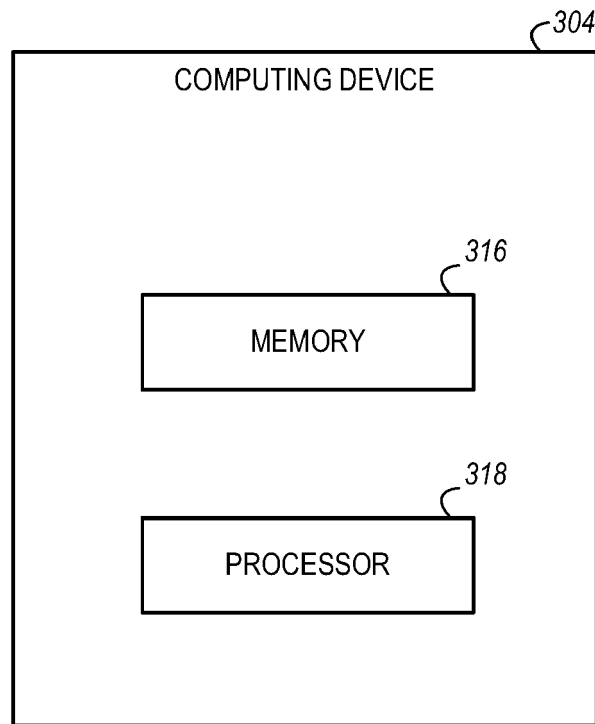 304
COMPUTING DEVICE
316
MEMORY
318
PROCESSOR